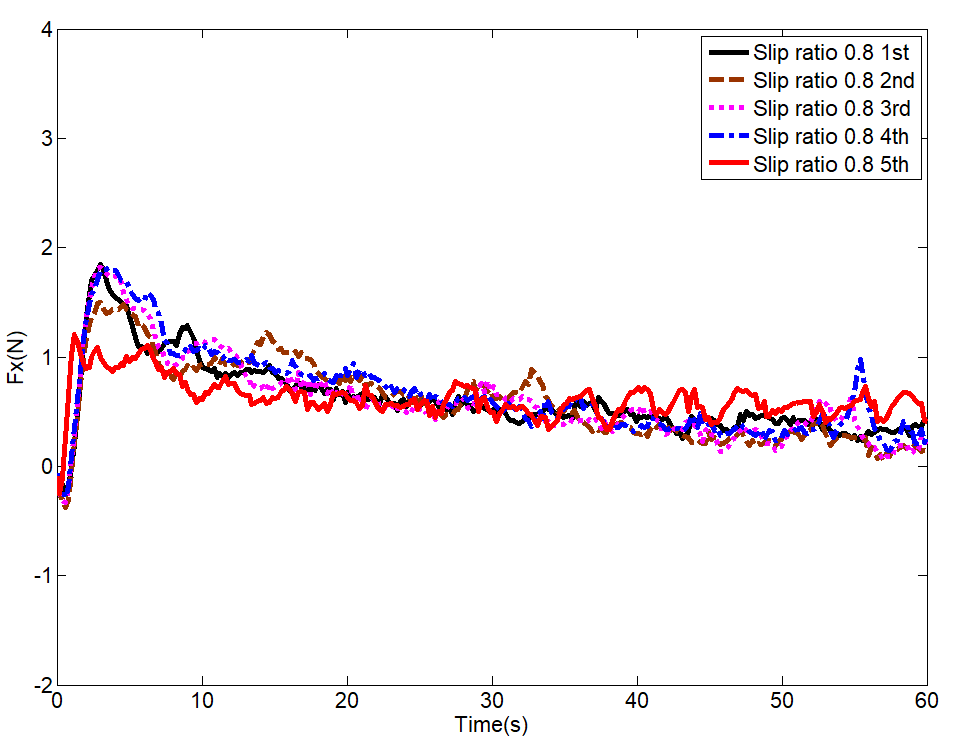 4
3
2
1
0
-1
-2
Fx(N)
Slip ratio 0.8 1st
Slip ratio 0.8 2nd
Slip ratio 0.8 3rd
Slip ratio 0.8 4th
Slip ratio 0.8 5th
0 10 20 30 40 50 60
Time(s)